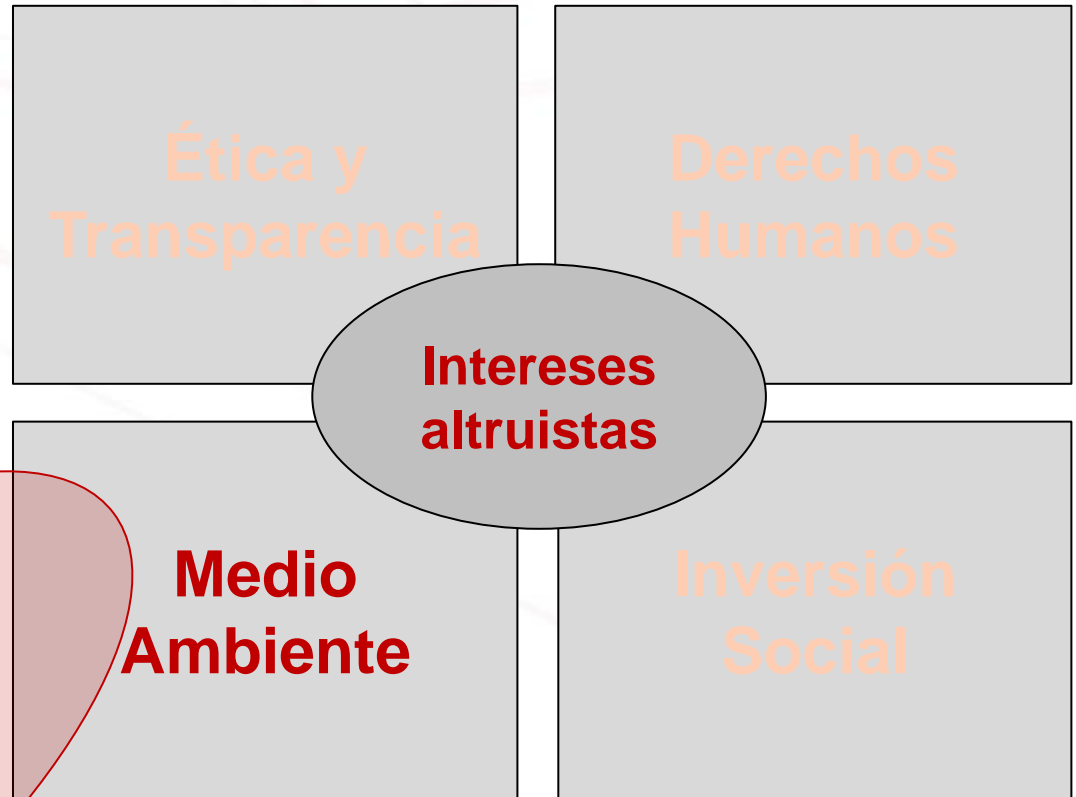 Ética y
Transparencia
Derechos
Humanos
Intereses
altruistas
Medio
Ambiente
Inversión
Social